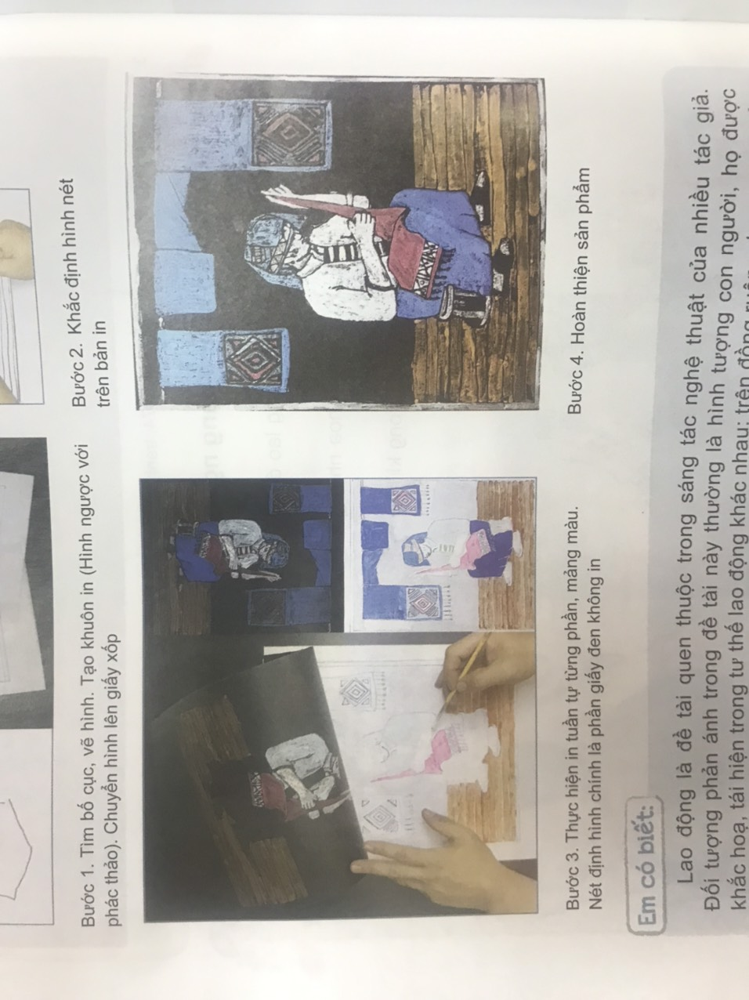 Bước 1. Tìm bố cục, vẽ hình. Tạo khuôn in (Hình ngược với
phác thảo). Chuyển hình lên giấy xốp
Bước 2. Khắc định hình nét
trên bản in
Bước 3. Thực hiện in tuần tự từng phần, mảng màu.
Nét định hình chính là phần giấy đen không in
Bước 4. Hoàn thiện sản phẩm
Em có biết:
Lao động là đề tài quen thuộc trong sáng tác nghệ thuật của nhiều tác giả.
Đối tượng phản ánh trong đề tài này thường là hình tượng con người, họ được
khắc hoạ, tái hiện trong tư thế lao động khác nhau: trên đồng